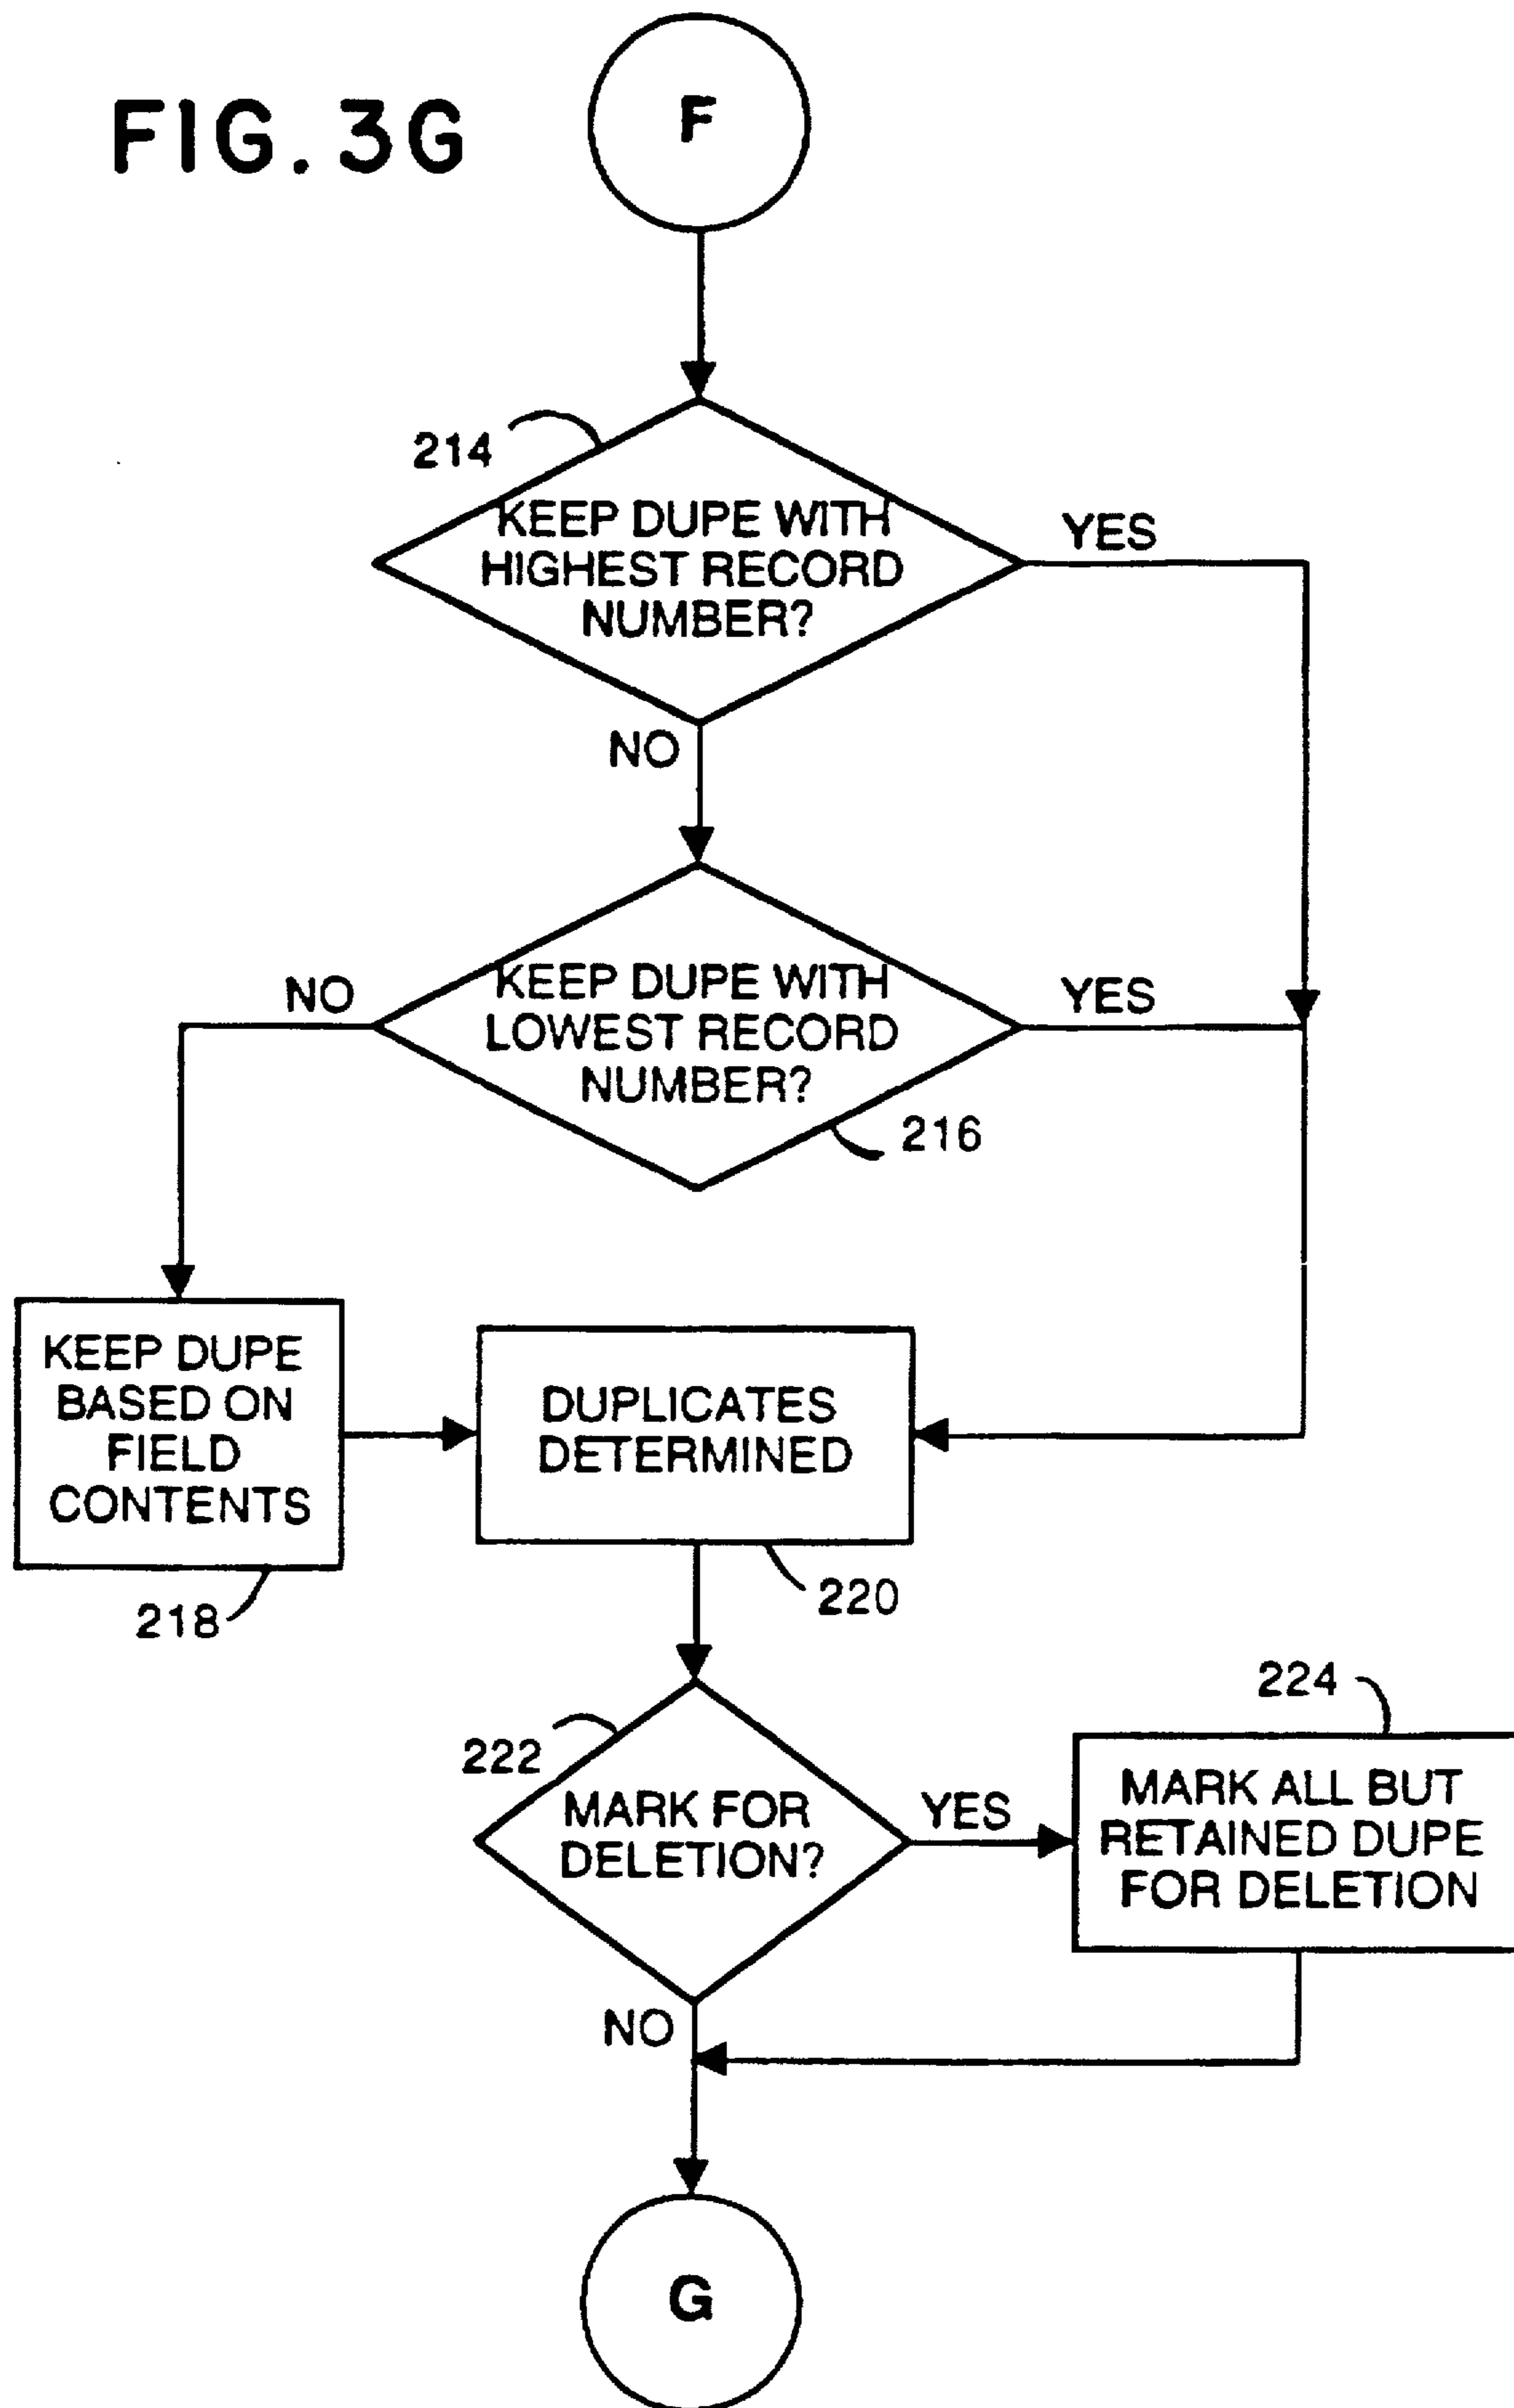 FIG. 3G
F
214
KEEP DUPE WITH
HIGHEST RECORD
NUMBER?
YES
NO
NO
KEEP DUPE WITH
LOWEST RECORD
NUMBER?
YES
216
KEEP DUPE
BASED ON
FIELD
CONTENTS
218
DUPLICATES
DETERMINED
220
222
MARK FOR
DELETION?
YES
224
MARK ALL BUT
RETAINED DUPE
FOR DELETION
NO
G